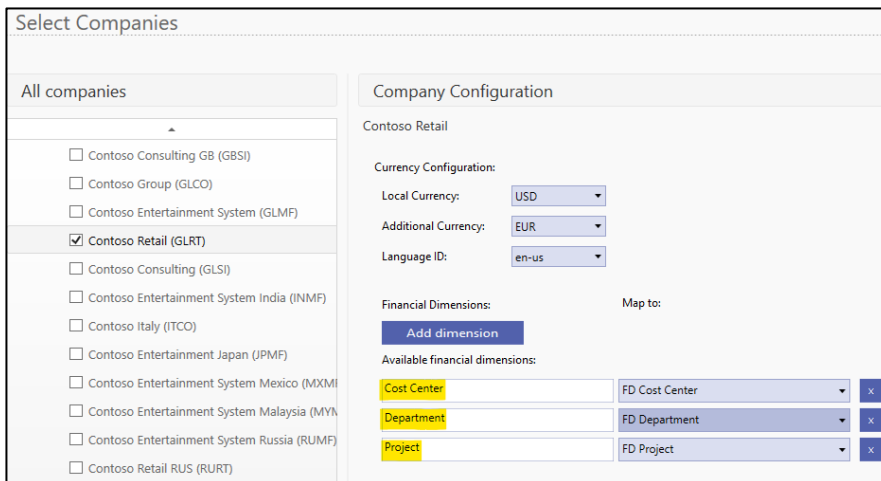 Select Companies
All companies
Contoso Consulting GB (GBSI)
Contoso Group (GLCO)
Contoso Entertainment System (GLMF)
Contoso Retail (GLRT)
Contoso Consulting (GLSI)
Contoso Entertainment System India (INMF)
Contoso Italy (ITCO)
Contoso Entertainment Japan (JPMF)
Contoso Entertainment System Mexico (MXMF
Contoso Entertainment System Malaysia (MYM
Contoso Entertainment System Russia (RUMF)
Contoso Retail RUS (RURT)
Company Configuration
Contoso Retail
Currency Configuration:
Local Currency: USD
Additional Currency: EUR
Language ID: en-us
Financial Dimensions: Map to:
Add dimension
Available financial dimensions:
Cost Center FD Cost Center x
Department FD Department x
Project FD Project x